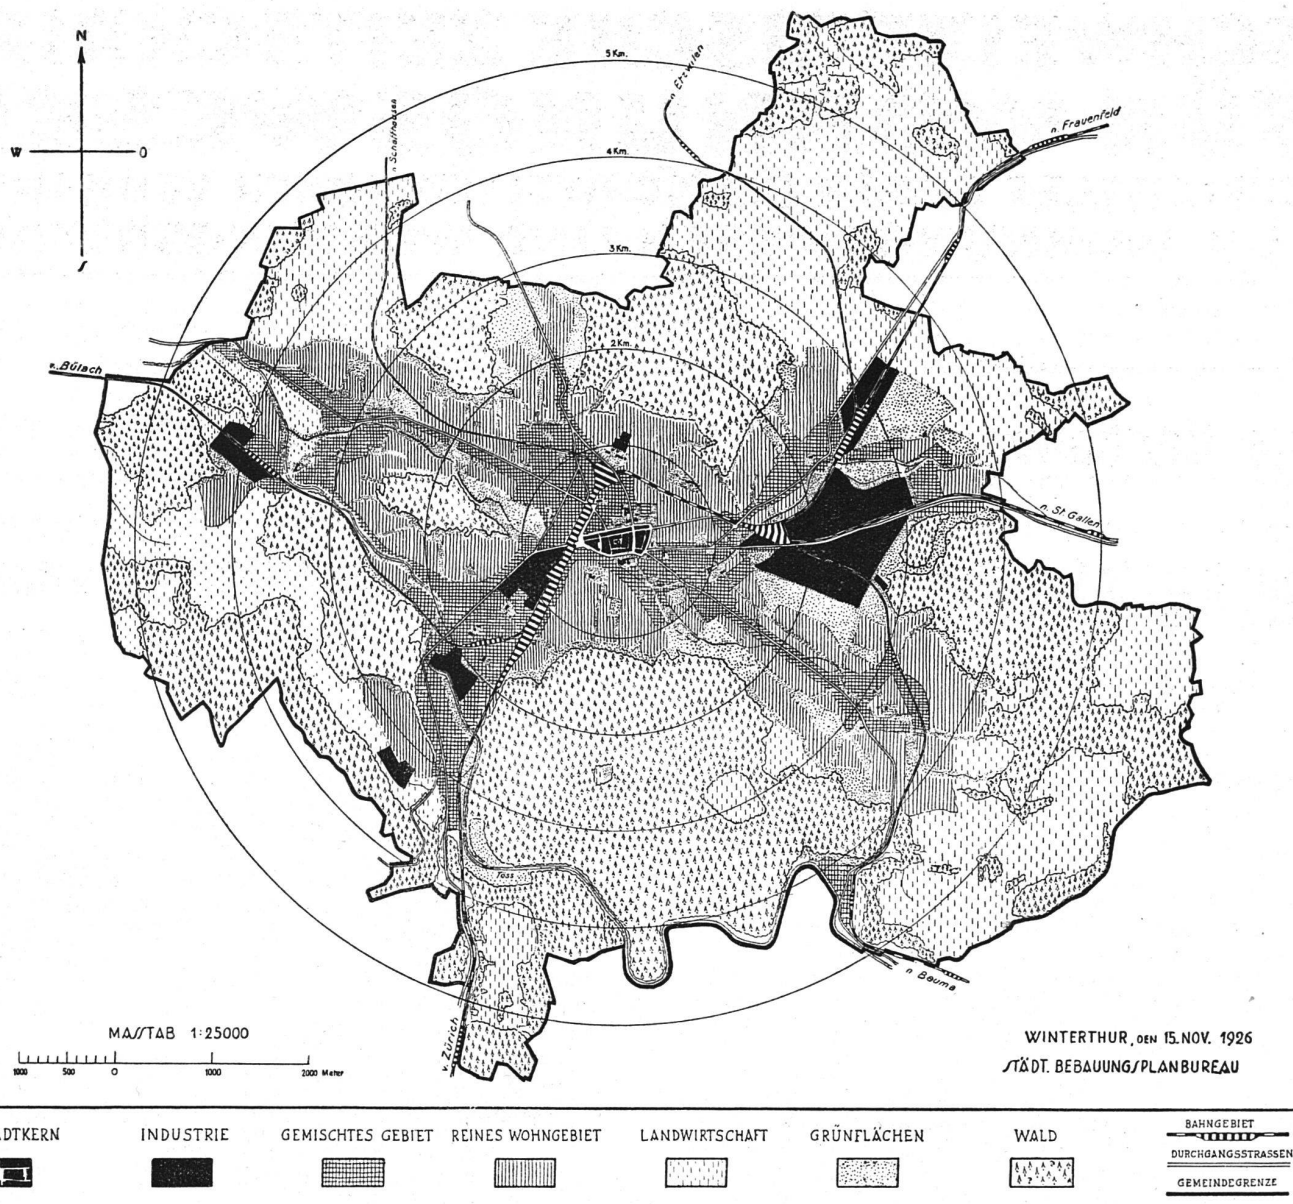 N
W
O
S
5 Km.
4 Km.
3 Km.
2 Km.
n. Schaffhausen
n. Etzwilen
n. Frauenfeld
v. Bülach
n. St. Gallen
n. Bauma
v. Zürich
MASSTAB 1:25000
1000 500 0 1000 2000 Meter
WINTERTHUR, DEN 15. NOV. 1926
STÄDT. BEBAUUNGSPLANBUREAU
DTKERN
INDUSTRIE
GEMISCHTES GEBIET
REINES WOHNGEBIET
LANDWIRTSCHAFT
GRÜNFLÄCHEN
WALD
BAHNGEBIET
DURCHGANGSSTRASSEN
GEMEINDEGRENZE